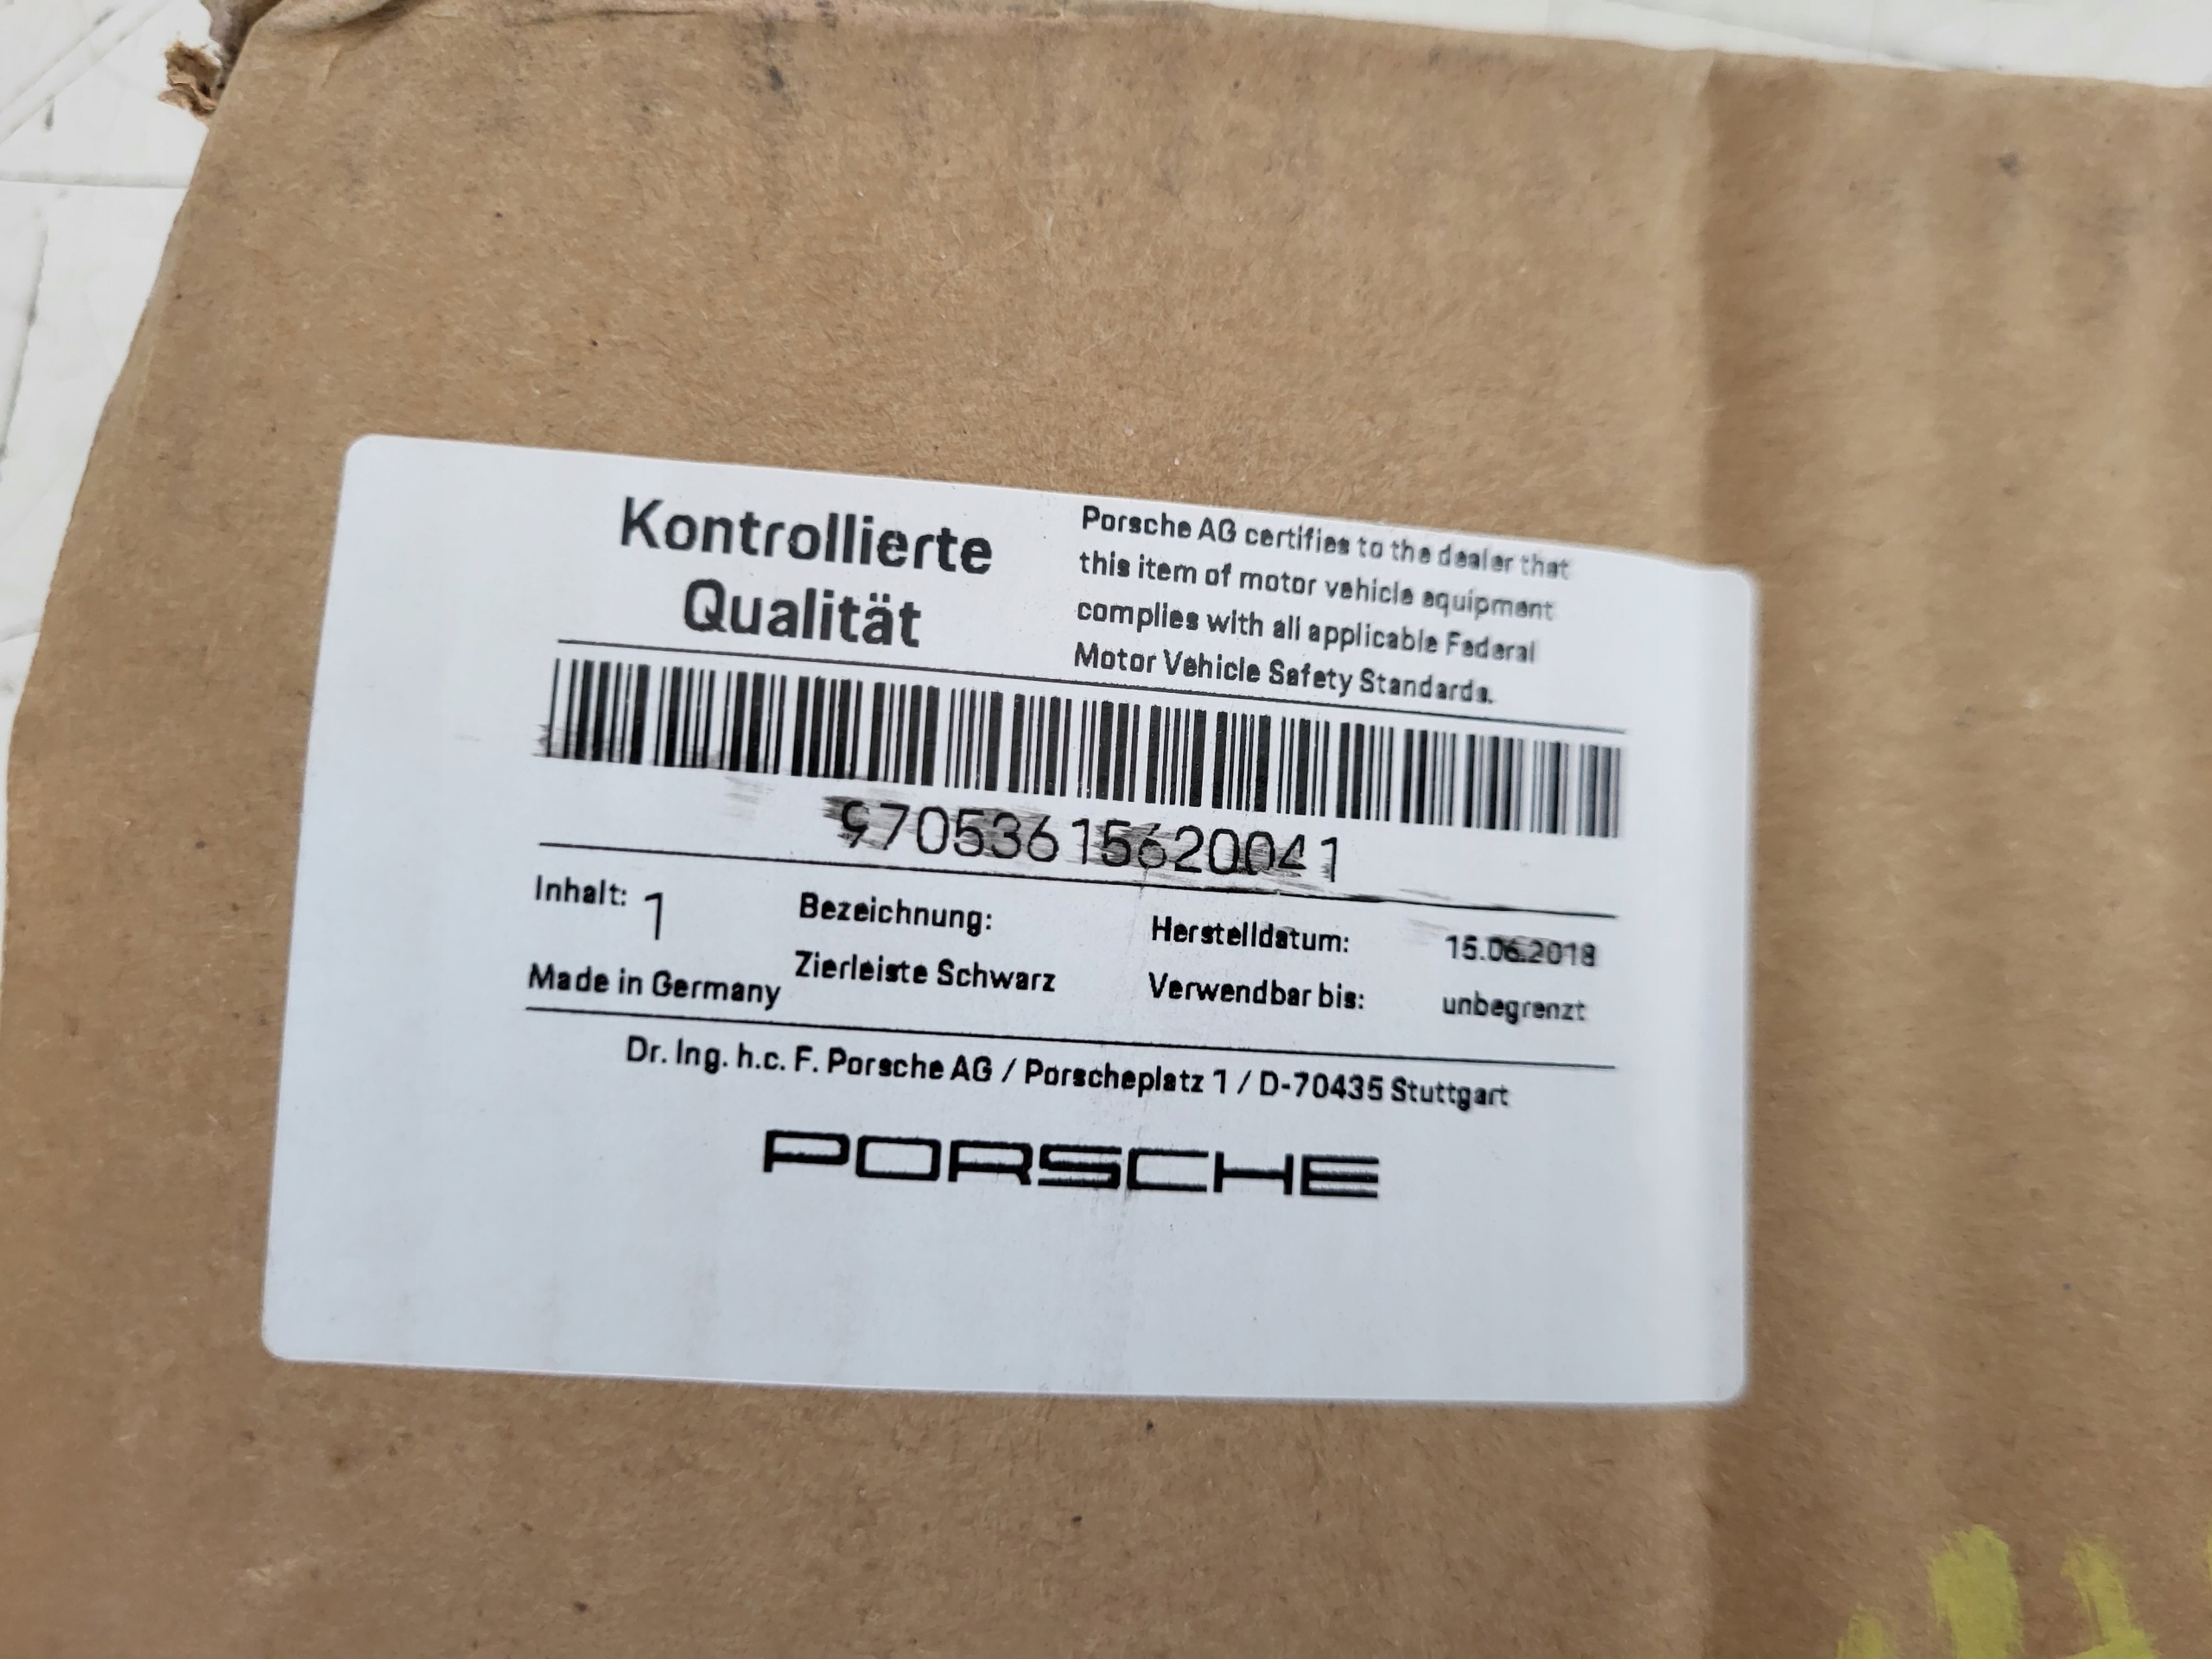 Kontrollierte
Qualität
Porsche AG certifies to the dealer that
this item of motor vehicle equipment
complies with all applicable Federal
Motor Vehicle Safety Standards.
97053615620041
Inhalt: 1
Made in Germany
Bezeichnung:
Zierleiste Schwarz
Herstelldatum: 15.06.2018
Verwendbar bis: unbegrenzt
Dr. Ing. h.c. F. Porsche AG / Porscheplatz 1 / D-70435 Stuttgart
PORSCHE